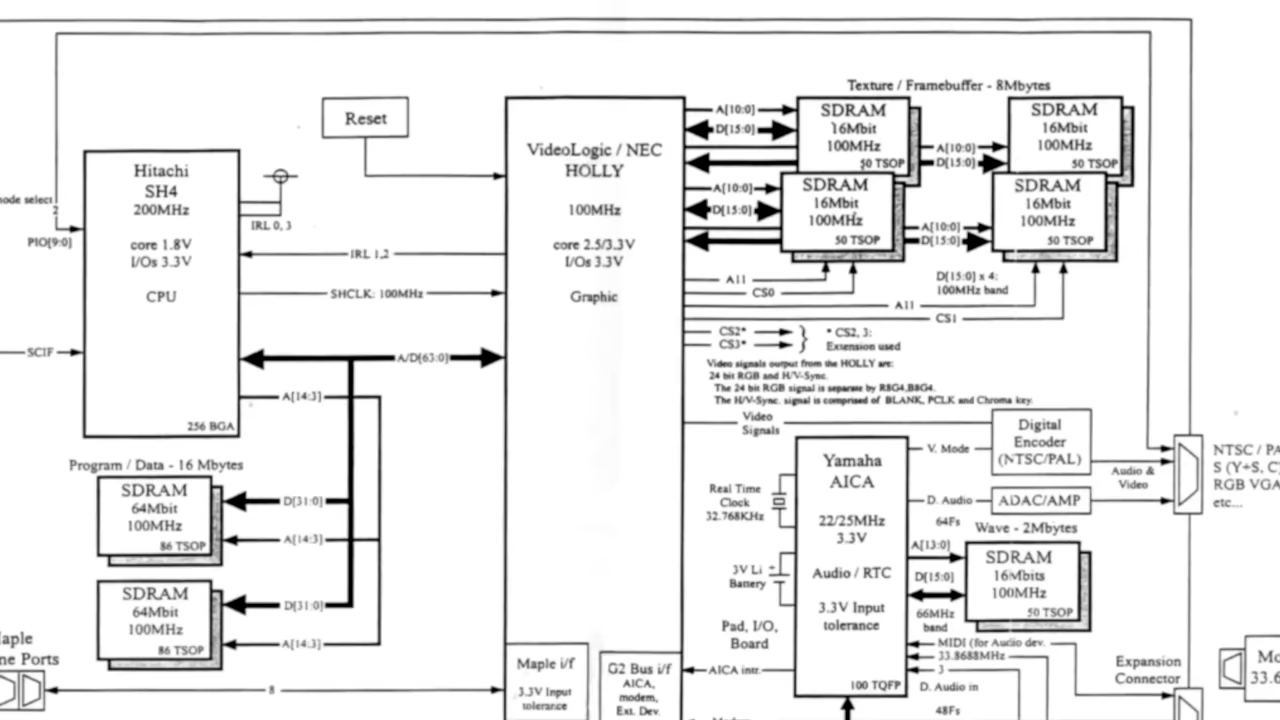 Texture / Framebuffer - 8Mbytes
Reset
VideoLogic / NEC
HOLLY
100MHz
core 2.5/3.3V
I/Os 3.3V
Graphic
Hitachi
SH4
200MHz
core 1.8V
I/Os 3.3V
CPU
256 BGA
mode select
2
PIO[9:0]
SCIF
IRL 0, 3
IRL 1,2
SHCLK: 100MHz
A/D[63:0]
A[14:3]
A[10:0]
D[15:0]
SDRAM
16Mbit
100MHz
50 TSOP
A[10:0]
D[15:0]
SDRAM
16Mbit
100MHz
50 TSOP
A[10:0]
D[15:0]
SDRAM
16Mbit
100MHz
50 TSOP
A[10:0]
D[15:0]
SDRAM
16Mbit
100MHz
50 TSOP
A11
CS0
D[15:0] x 4:
100MHz band
A11
CS1
CS2*
CS3*
* CS2, 3:
Extension used
Video signals output from the HOLLY are:
24 bit RGB and H/V-Sync.
The 24 bit RGB signal is separate by R8G4,B8G4.
The H/V-Sync. signal is comprised of BLANK, PCLK and Chroma key.
Video
Signals
Digital
Encoder
(NTSC/PAL)
V. Mode
Audio &
Video
NTSC / PA
S (Y+S, C)
RGB VGA
etc...
Program / Data - 16 Mbytes
SDRAM
64Mbit
100MHz
86 TSOP
D[31:0]
A[14:3]
SDRAM
64Mbit
100MHz
86 TSOP
D[31:0]
A[14:3]
Yamaha
AICA
22/25MHz
3.3V
Audio / RTC
3.3V Input
tolerance
100 TQFP
Real Time
Clock
32.768KHz
3V Li
Battery
+
Pad, I/O,
Board
D. Audio
64Fs
ADAC/AMP
Wave - 2Mbytes
A[13:0]
D[15:0]
66MHz
band
SDRAM
16Mbits
100MHz
50 TSOP
MIDI (for Audio dev.
33.8688MHz
3
D. Audio in
48Fs
AICA intr.
Maple i/f
3.3V Input
tolerance
G2 Bus i/f
AICA,
modem,
Ext. Dev.
8
aple
ne Ports
Expansion
Connector
Mo
33.6